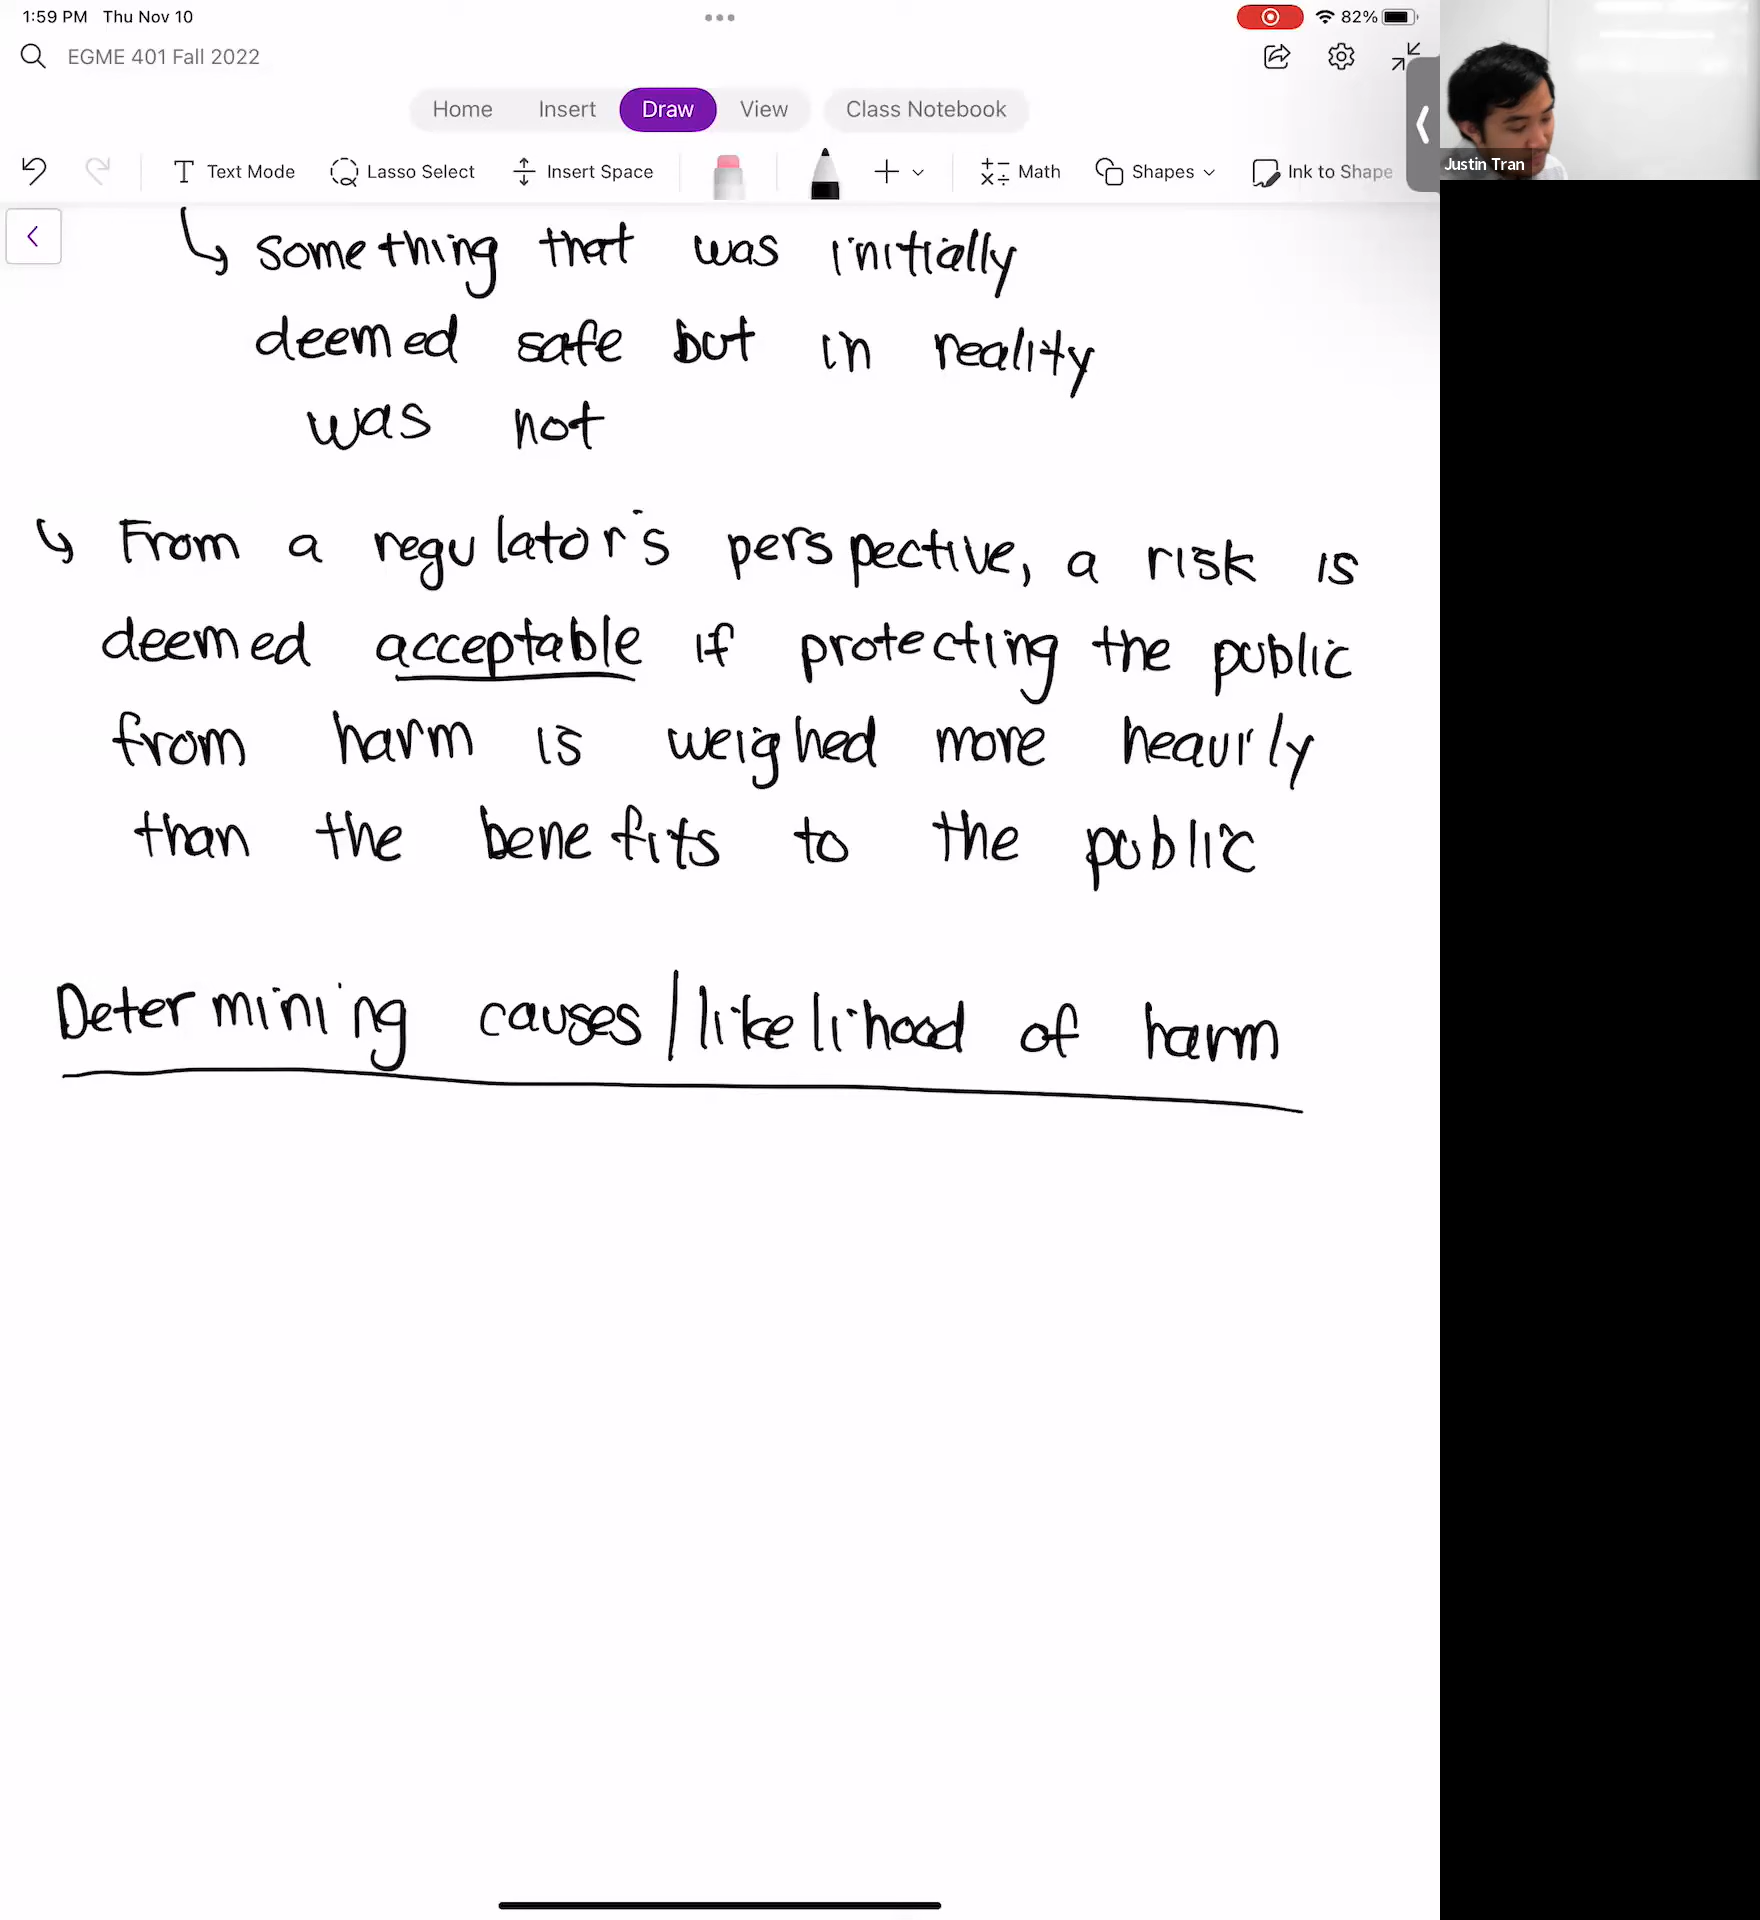 1:59 PM Thu Nov 10
82%
EGME 401 Fall 2022
Home Insert Draw View Class Notebook
Text Mode Lasso Select Insert Space Math Shapes Ink to Shape
Justin Tran
something that was initially
deemed safe but in reality
was not
From a regulator's perspective, a risk is
deemed acceptable if protecting the public
from harm is weighed more heavily
than the benefits to the public
Determining causes/likelihood of harm